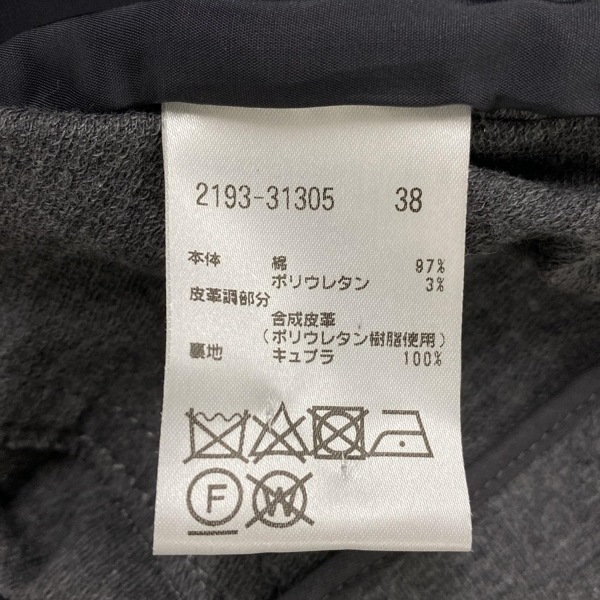 2193-31305 38
本体 綿 97%
ポリウレタン 3%
皮革調部分
合成皮革
(ポリウレタン樹脂使用)
裏地 キュプラ 100%
F W